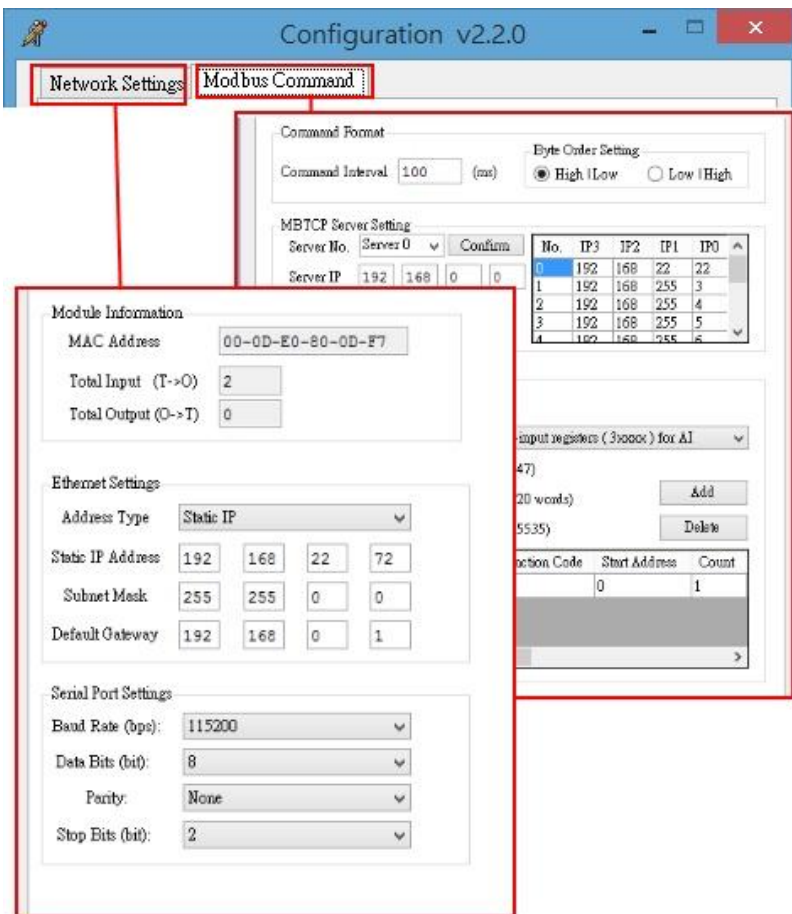 Configuration v2.2.0
Network Settings
Modbus Command
Command Format
Command Interval 100 (ms)
Byte Order Setting
High | Low Low | High
MBTCP Server Setting
Server No. Server 0 Confirm
Server IP 192 168 0 0
No. IP3 IP2 IP1 IP0
0 192 168 22 22
1 192 168 255 3
2 192 168 255 4
3 192 168 255 5
4 192 168 255 6
input registers ( 3xxxx ) for AI
47)
20 words)
Add
5535)
Delete
nction Code Start Address Count
0 1
Module Information
MAC Address 00-0D-E0-80-0D-F7
Total Input (T->O) 2
Total Output (O->T) 0
Ethernet Settings
Address Type Static IP
Static IP Address 192 168 22 72
Subnet Mask 255 255 0 0
Default Gateway 192 168 0 1
Serial Port Settings
Baud Rate (bps): 115200
Data Bits (bit): 8
Parity: None
Stop Bits (bit): 2